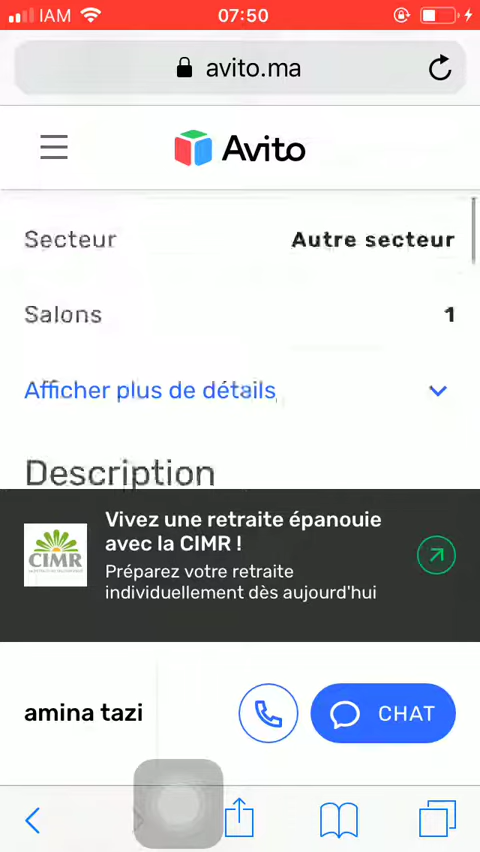 IAM 07:50
avito.ma
Avito
Secteur Autre secteur
Salons 1
Afficher plus de détails
Description
Vivez une retraite épanouie
avec la CIMR !
CIMR
Préparez votre retraite
individuellement dès aujourd'hui
amina tazi CHAT